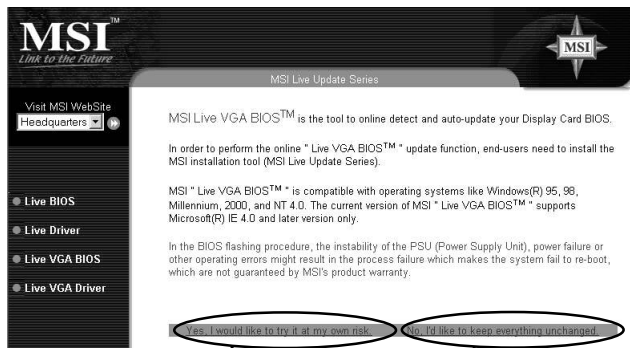 MSI™
Link to the Future
MSI
MSI Live Update Series
Visit MSI WebSite
Headquarters
Live BIOS
Live Driver
Live VGA BIOS
Live VGA Driver
MSI Live VGA BIOS™ is the tool to online detect and auto-update your Display Card BIOS.
In order to perform the online " Live VGA BIOS™ " update function, end-users need to install the
MSI installation tool (MSI Live Update Series).
MSI " Live VGA BIOS™ " is compatible with operating systems like Windows(R) 95, 98,
Millennium, 2000, and NT 4.0. The current version of MSI " Live VGA BIOS™ " supports
Microsoft(R) IE 4.0 and later version only.
In the BIOS flashing procedure, the instability of the PSU (Power Supply Unit), power failure or
other operating errors might result in the process failure which makes the system fail to re-boot,
which are not guaranteed by MSI's product warranty.
Yes, I would like to try it at my own risk.
No, I'd like to keep everything unchanged.